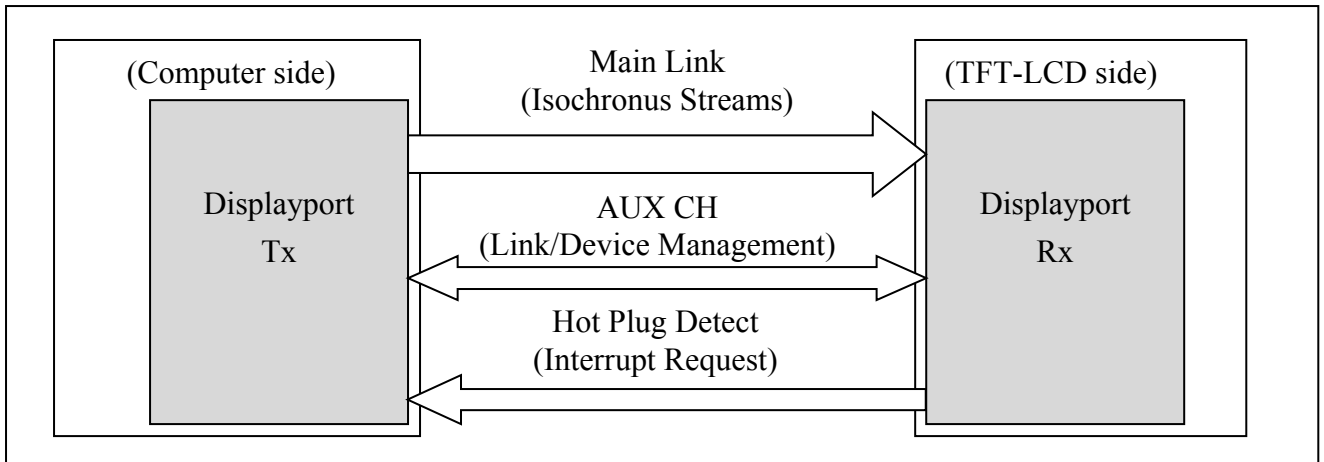 (Computer side)
Main Link
(Isochronus Streams)
(TFT-LCD side)
Displayport
Tx
AUX CH
(Link/Device Management)
Displayport
Rx
Hot Plug Detect
(Interrupt Request)